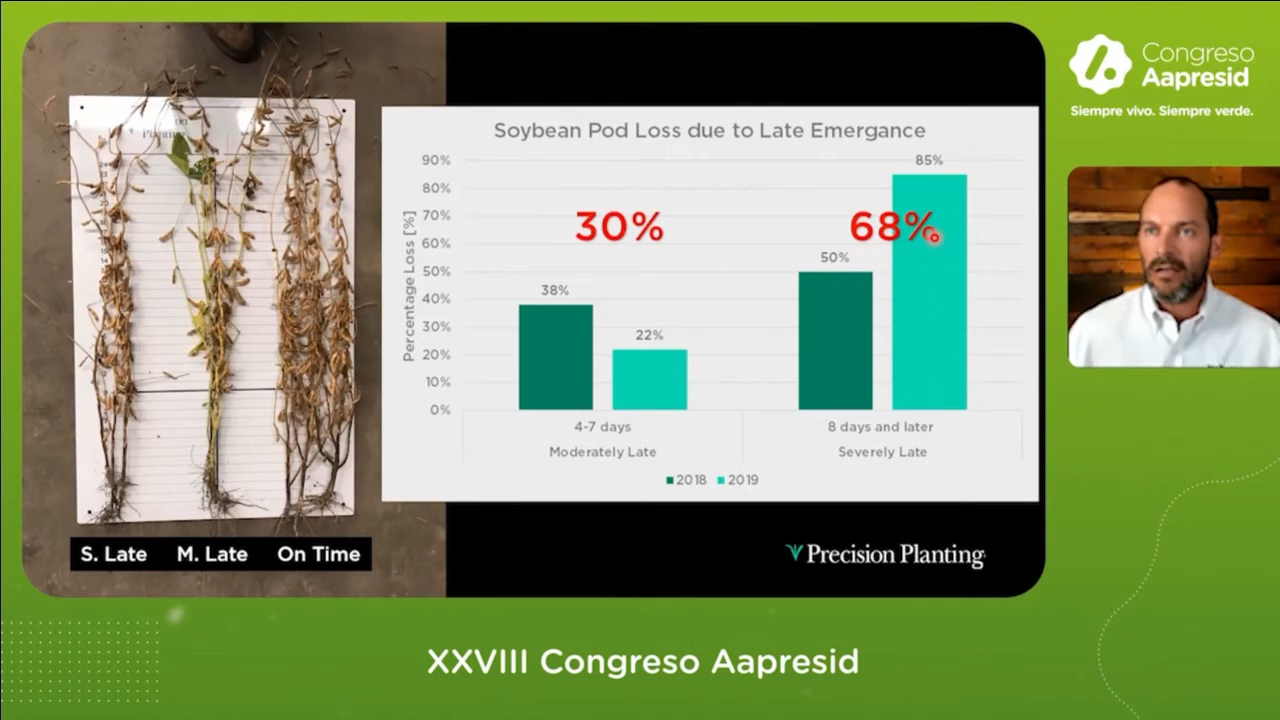 Congreso
Aapresid
Siempre vivo. Siempre verde.
Soybean Pod Loss due to Late Emergance
Percentage Loss [%]
90%
80%
70%
60%
50%
40%
30%
20%
10%
0%
30%
68%
38%
22%
50%
85%
4-7 days
8 days and later
Moderately Late
Severely Late
2018
2019
S. Late
M. Late
On Time
Precision Planting
XXVIII Congreso Aapresid